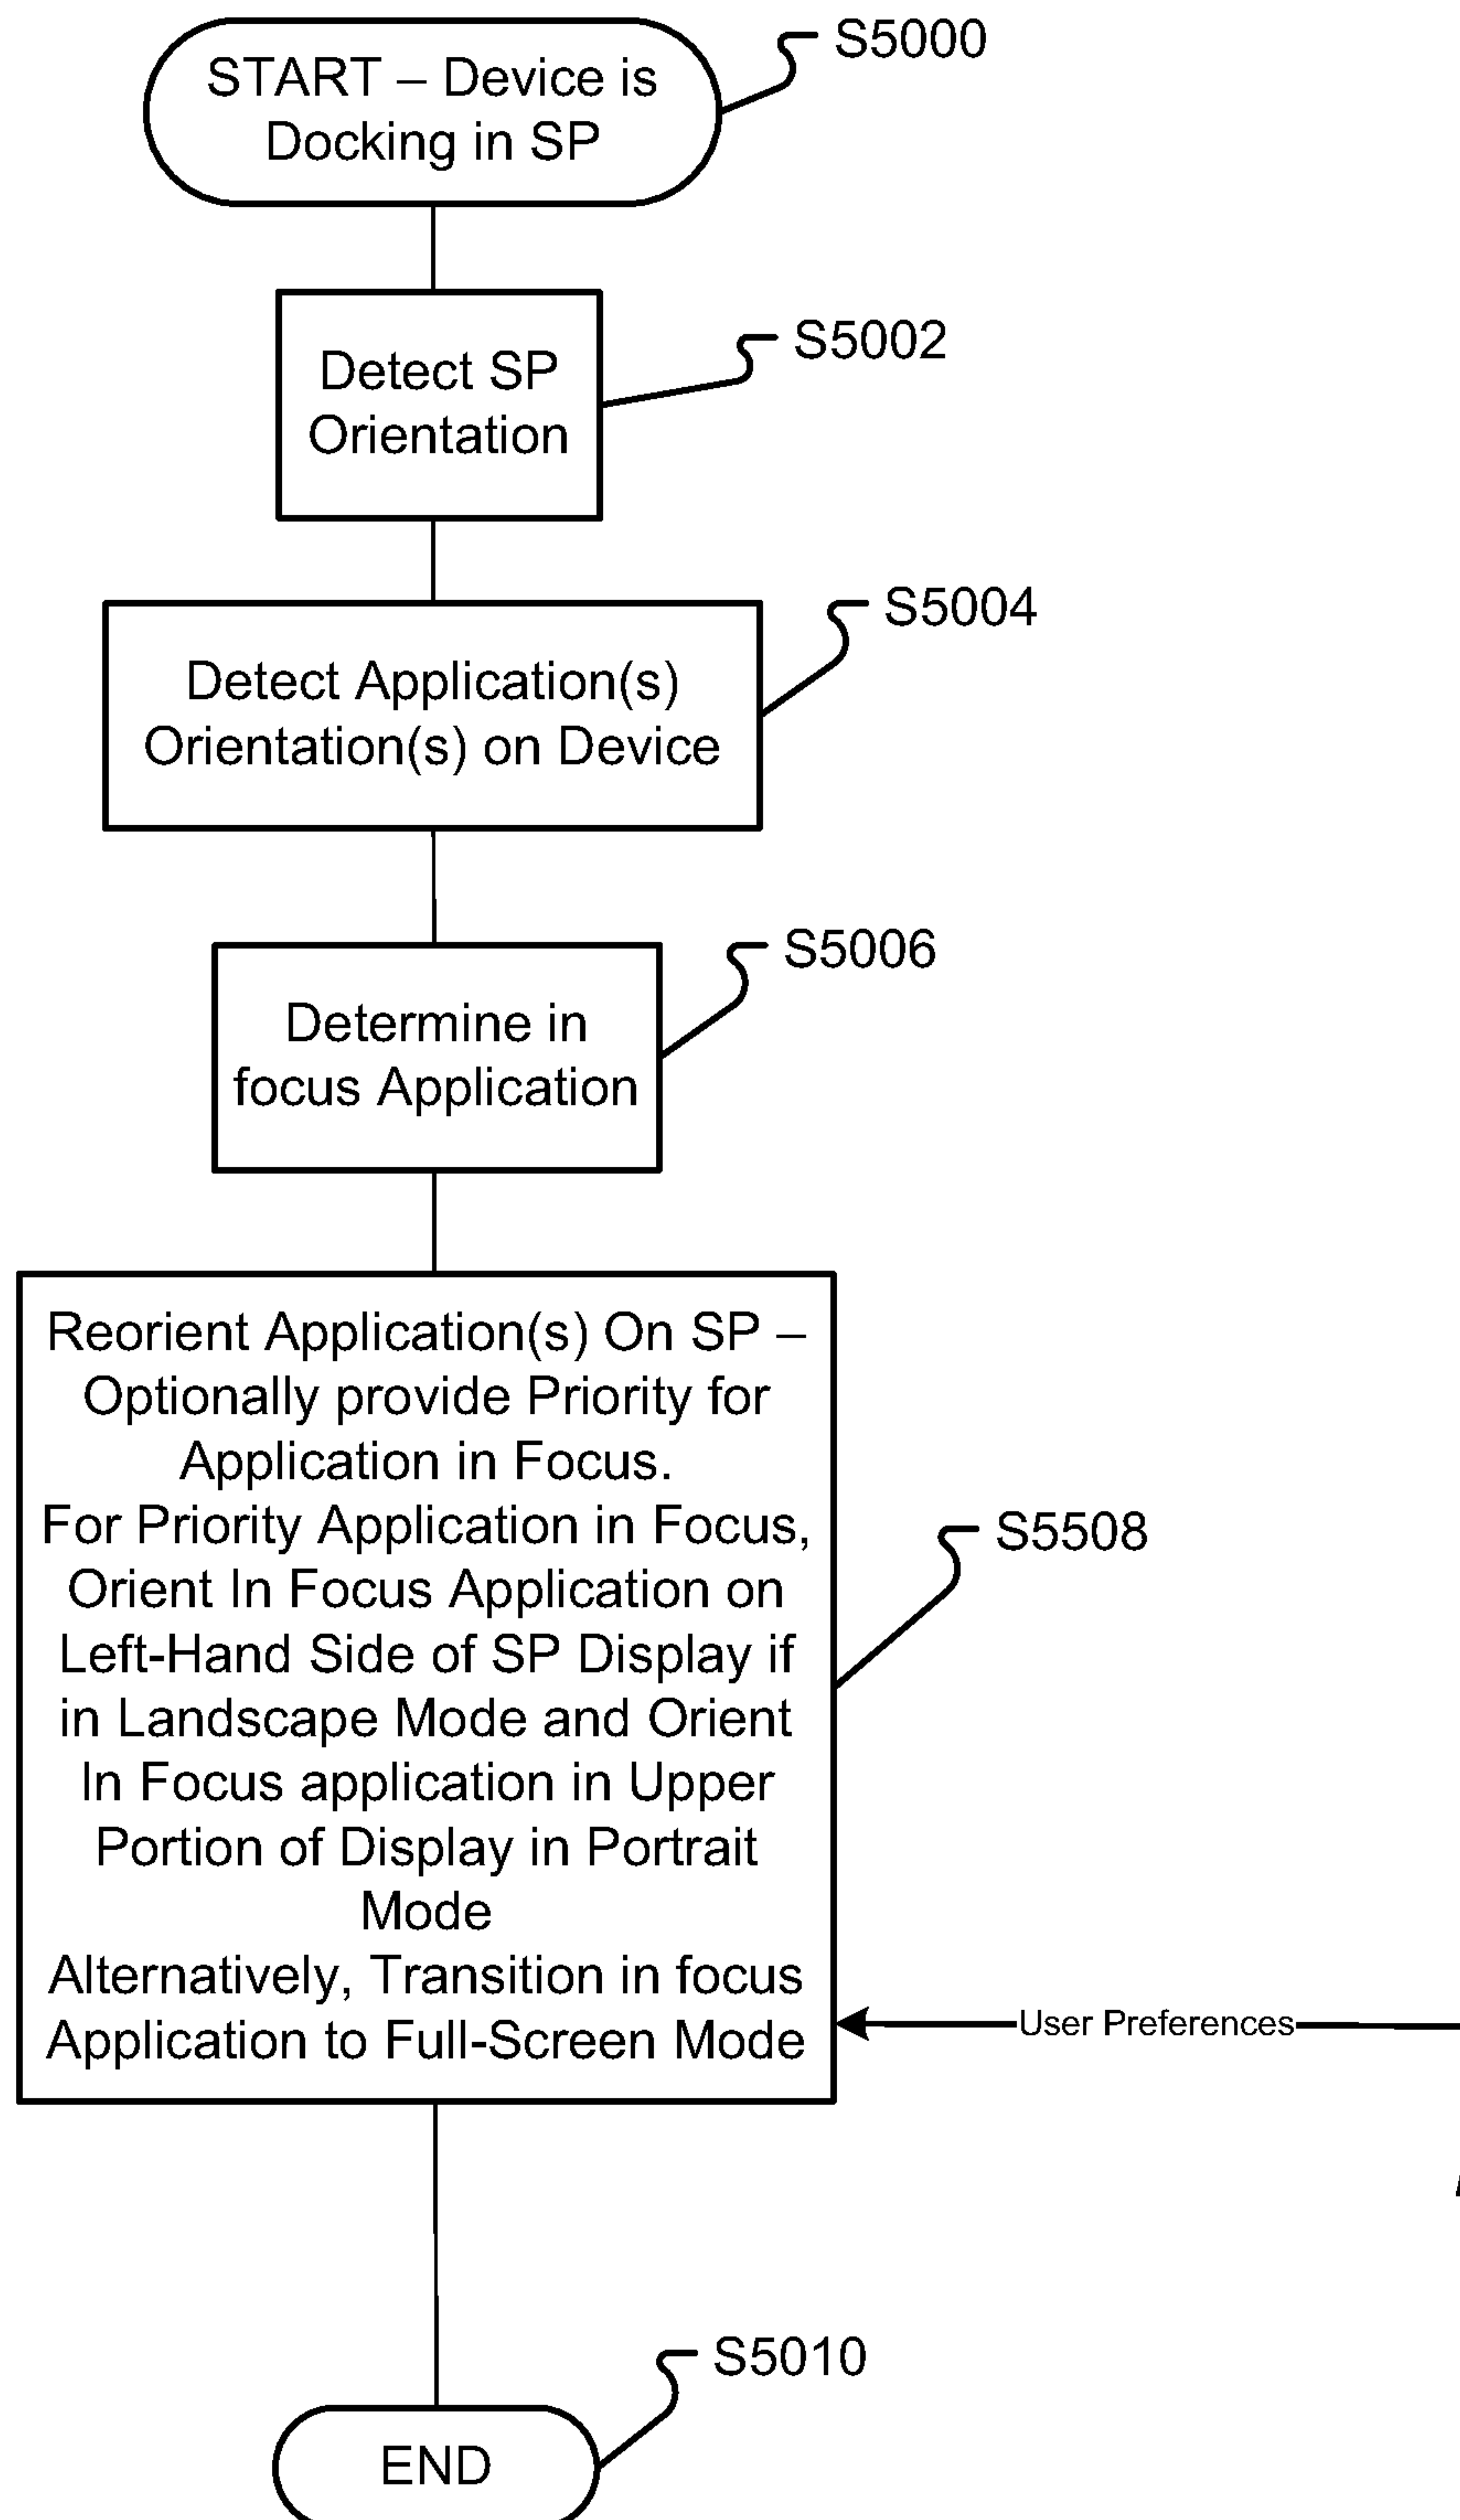 S5000
START – Device is
Docking in SP
S5002
Detect SP
Orientation
S5004
Detect Application(s)
Orientation(s) on Device
S5006
Determine in
focus Application
Reorient Application(s) On SP –
Optionally provide Priority for
Application in Focus.
For Priority Application in Focus,
Orient In Focus Application on
Left-Hand Side of SP Display if
in Landscape Mode and Orient
In Focus application in Upper
Portion of Display in Portrait
Mode
Alternatively, Transition in focus
Application to Full-Screen Mode
S5508
User Preferences
S5010
END